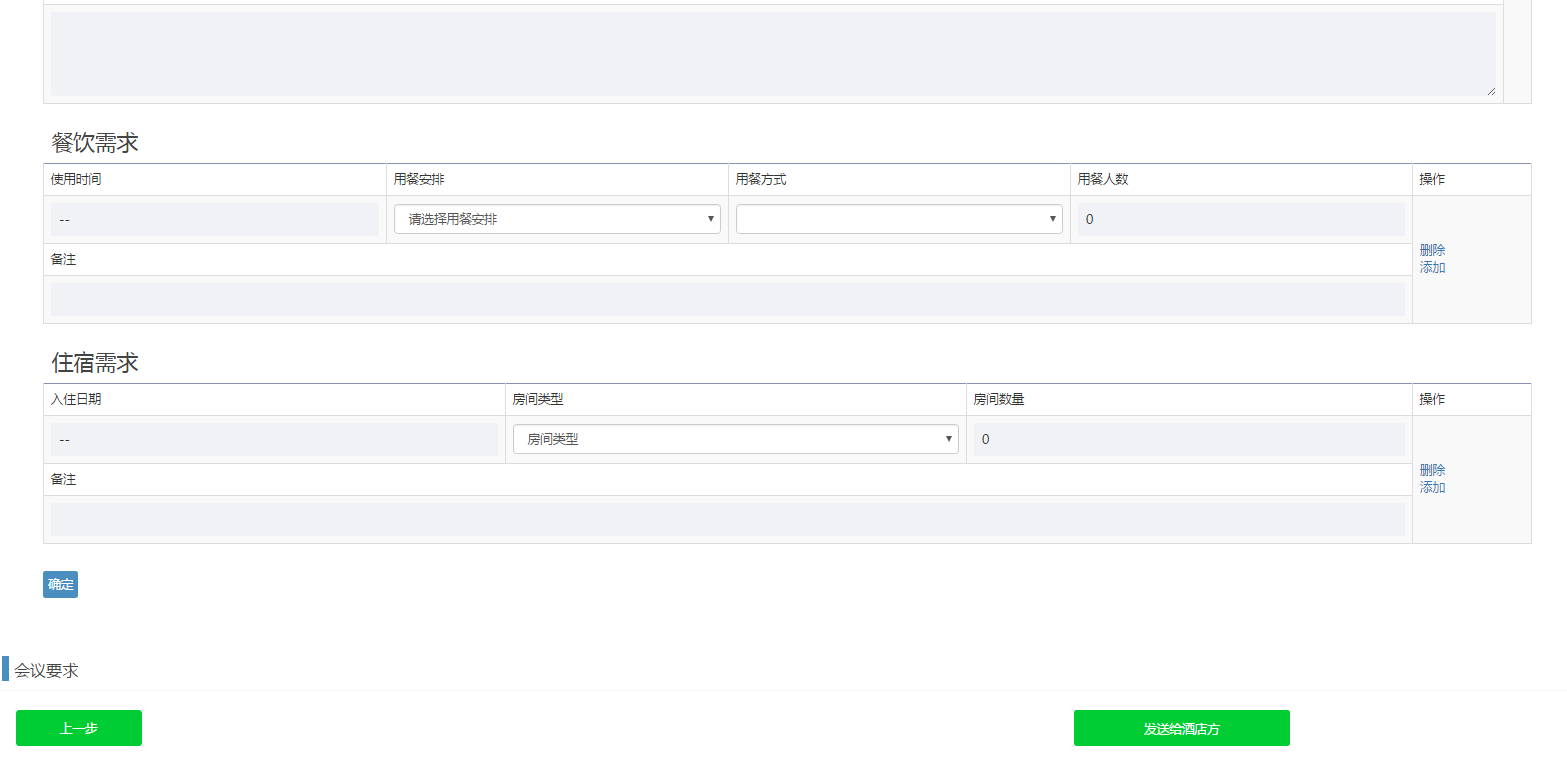 餐饮需求
使用时间 用餐安排 用餐方式 用餐人数 操作
-- 请选择用餐安排 0
删除
添加
备注
住宿需求
入住日期 房间类型 房间数量 操作
-- 房间类型 0
删除
添加
备注
确定
会议要求
上一步 发送给酒店方